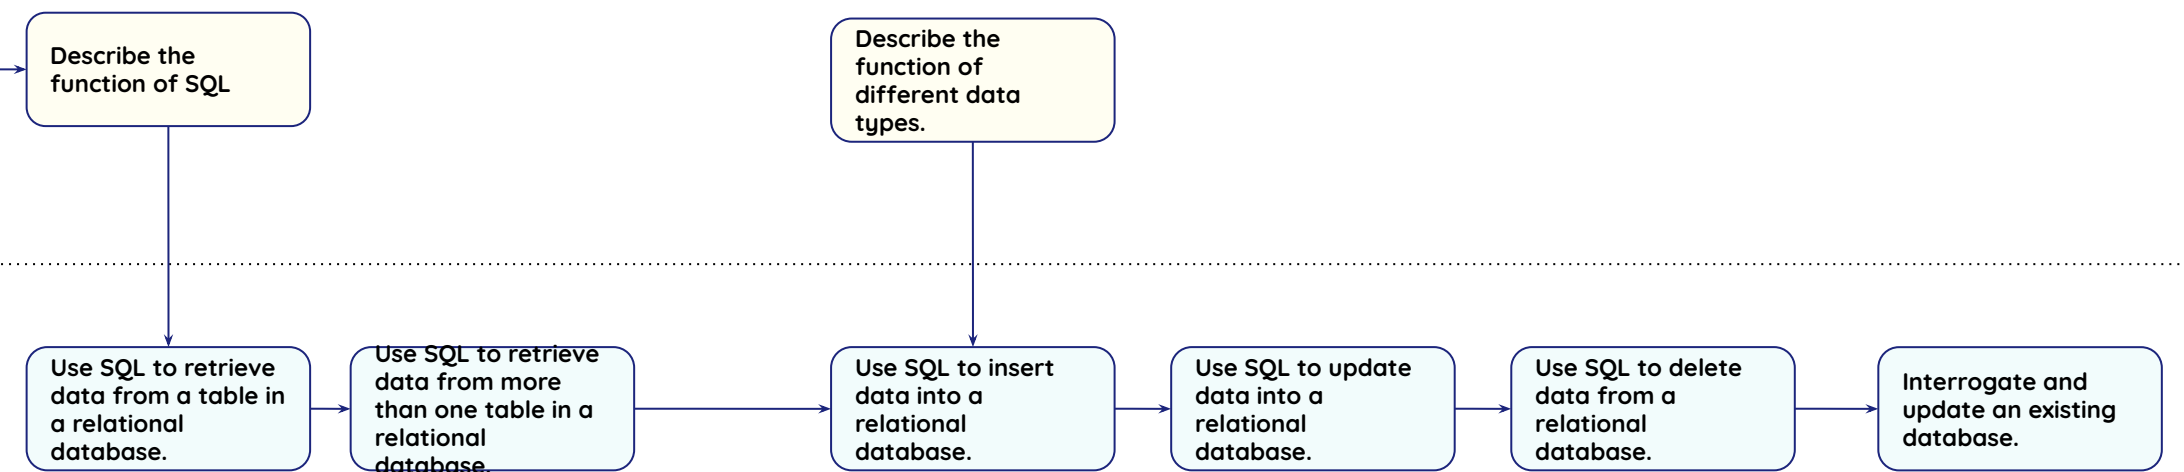 Describe the
function of SQL
Describe the
function of
different data
types.
Use SQL to retrieve
data from a table in
a relational
database.
Use SQL to retrieve
data from more
than one table in a
relational
database.
Use SQL to insert
data into a
relational
database.
Use SQL to update
data into a
relational
database.
Use SQL to delete
data from a
relational
database.
Interrogate and
update an existing
database.